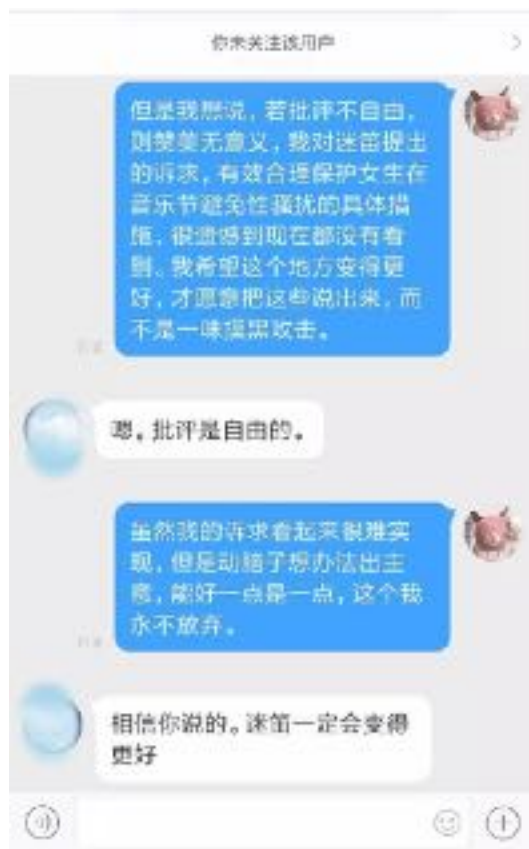 你未关注该用户
但是我想说，若批评不自由，
则赞美无意义，我对迷笛提出
的诉求，有效合理保护女生在
音乐节避免性骚扰的具体措
施，很遗憾到现在都没有看
到。我希望这个地方变得更
好，才愿意把这些说出来，而
不是一味摸黑攻击。
嗯。批评是自由的。
虽然我的诉求看起来很难实
现，但是动脑子想办法出主
意，能好一点是一点，这个我
永不放弃。
相信你说的。迷笛一定会变得
更好